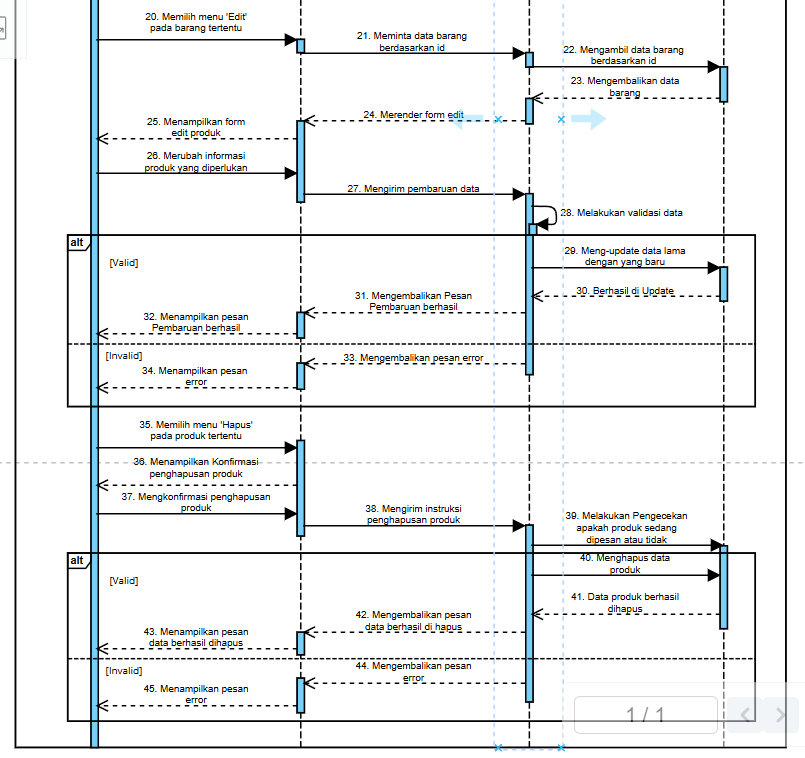 20. Memilih menu 'Edit'
pada barang tertentu
21. Meminta data barang
berdasarkan id
22. Mengambil data barang
berdasarkan id
23. Mengembalikan data
barang
24. Merender form edit
25. Menampilkan form
edit produk
26. Merubah informasi
produk yang diperlukan
27. Mengirim pembaruan data
28. Melakukan validasi data
alt
[Valid]
29. Meng-update data lama
dengan yang baru
30. Berhasil di Update
31. Mengembalikan Pesan
Pembaruan berhasil
32. Menampilkan pesan
Pembaruan berhasil
[Invalid]
33. Mengembalikan pesan error
34. Menampilkan pesan
error
35. Memilih menu 'Hapus'
pada produk tertentu
36. Menampilkan Konfirmasi
penghapusan produk
37. Mengkonfirmasi penghapusan
produk
38. Mengirim instruksi
penghapusan produk
39. Melakukan Pengecekan
apakah produk sedang
dipesan atau tidak
alt
[Valid]
40. Menghapus data
produk
41. Data produk berhasil
dihapus
42. Mengembalikan pesan
data berhasil di hapus
43. Menampilkan pesan
data berhasil dihapus
[Invalid]
44. Mengembalikan pesan
error
45. Menampilkan pesan
error
1 / 1